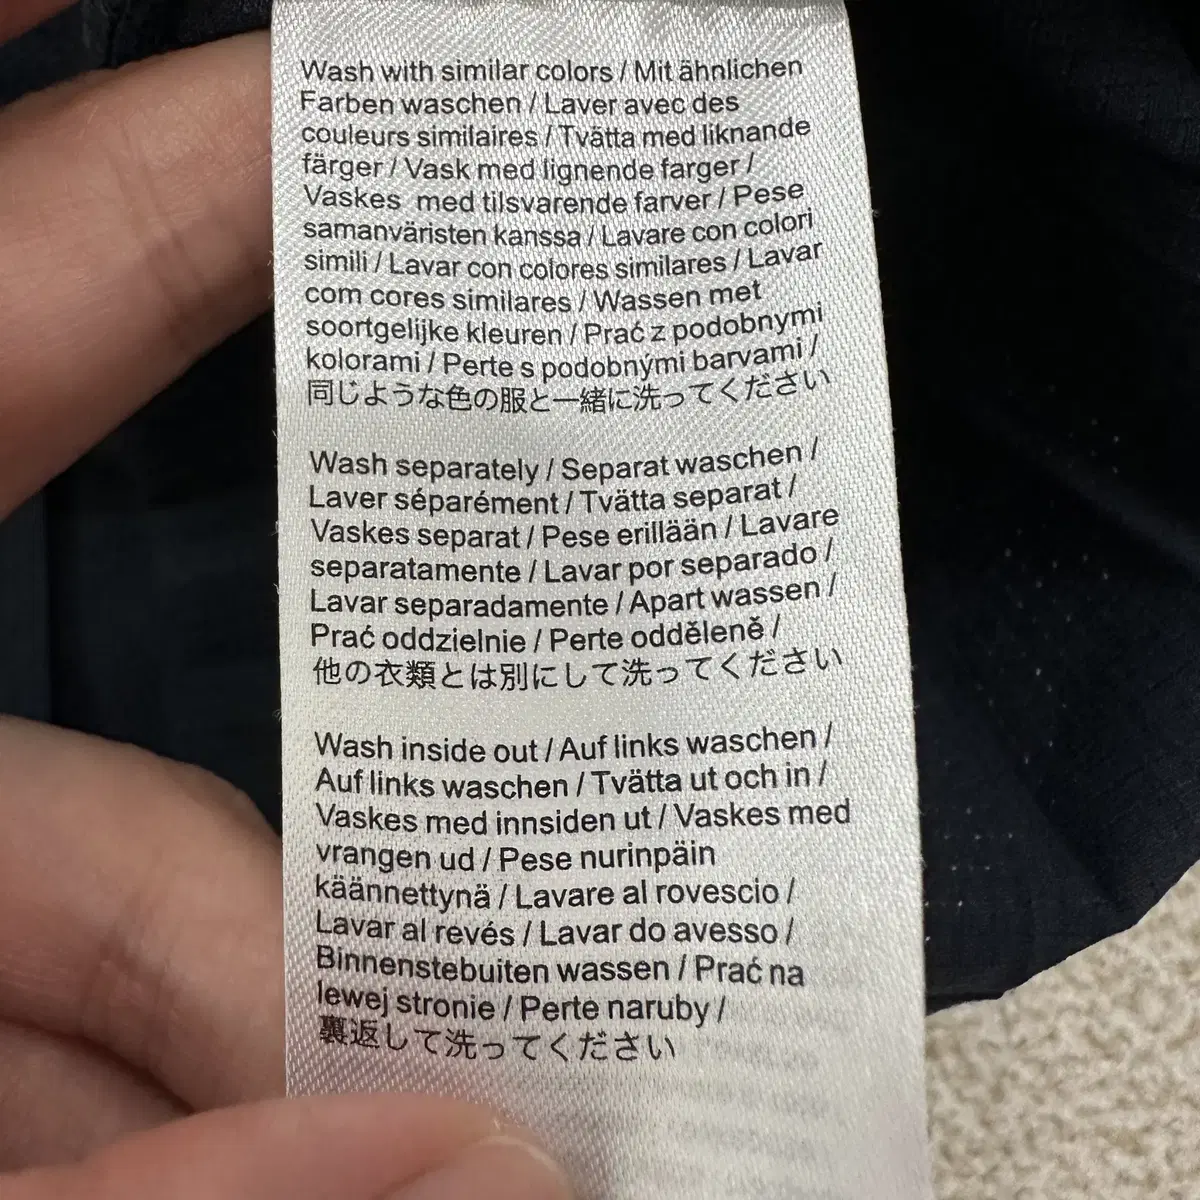 Wash with similar colors / Mit ähnlichen
Farben waschen / Laver avec des
couleurs similaires / Tvätta med liknande
färger / Vask med lignende farger /
Vaskes med tilsvarende farver / Pese
samanväristen kanssa / Lavare con colori
simili / Lavar con colores similares / Lavar
com cores similares / Wassen met
soortgelijke kleuren / Prać z podobnymi
kolorami / Perte s podobnými barvami /
同じような色の服と一緒に洗ってください
Wash separately / Separat waschen /
Laver séparément / Tvätta separat /
Vaskes separat / Pese erillään / Lavare
separatamente / Lavar por separado /
Lavar separadamente / Apart wassen /
Prać oddzielnie / Perte odděleně /
他の衣類とは別にして洗ってください
Wash inside out / Auf links waschen /
Auf links waschen / Tvätta ut och in /
Vaskes med innsiden ut / Vaskes med
vrangen ud / Pese nurinpäin
käännettynä / Lavare al rovescio /
Lavar al revés / Lavar do avesso /
Binnenstebuiten wassen / Prać na
lewej stronie / Perte naruby /
裏返して洗ってください